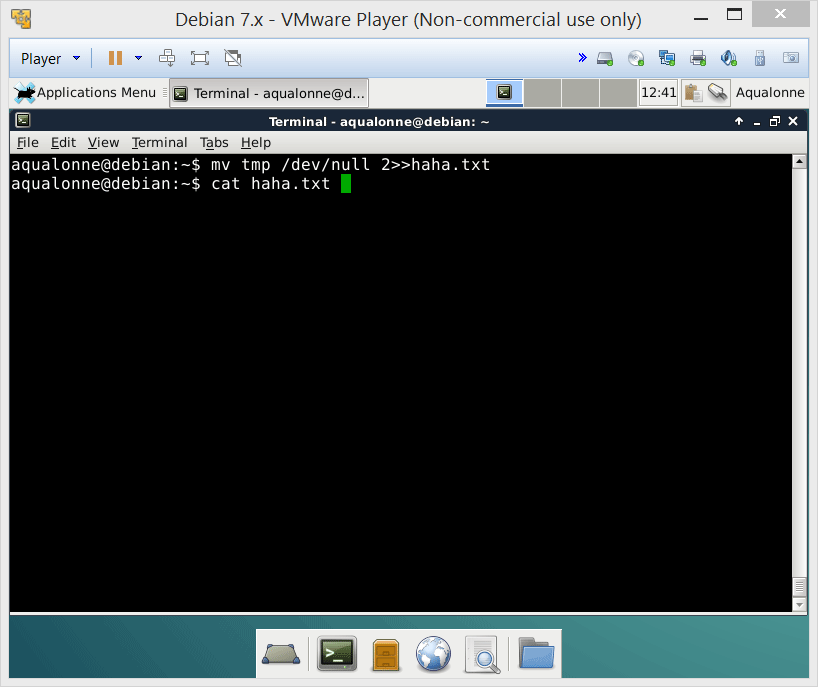 Debian 7.x - VMware Player (Non-commercial use only)
Player
Applications Menu Terminal - aqualonne@d... 12:41 Aqualonne
Terminal - aqualonne@debian: ~
File Edit View Terminal Tabs Help
aqualonne@debian:~$ mv tmp /dev/null 2>>haha.txt
aqualonne@debian:~$ cat haha.txt